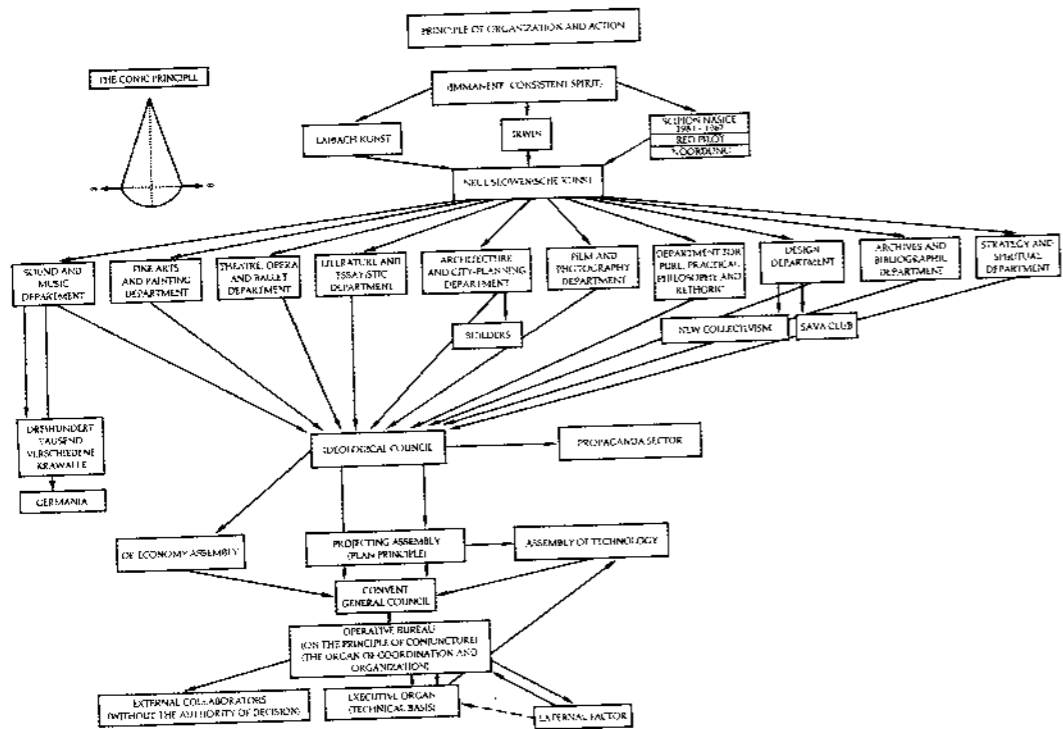 PRINCIPLE OF ORGANIZATION AND ACTION
THE CONIC PRINCIPLE
(IMMANENT, CONSISTENT SPIRIT)
LAIBACH KUNST
IRWIN
SCIPION NASICE
1983 - 1987
RED PILOT
NOORDUNG
NEUE SLOWENISCHE KUNST
SOUND AND
MUSIC
DEPARTMENT
FINE ARTS
AND PAINTING
DEPARTMENT
THEATRE, OPERA
AND BALLET
DEPARTMENT
LITERATURE AND
ESSAYISTIC
DEPARTMENT
ARCHITECTURE
AND CITY-PLANNING
DEPARTMENT
FILM AND
PHOTOGRAPHY
DEPARTMENT
DEPARTMENT FOR
PURE, PRACTICAL
PHILOSOPHY AND
RETHORIC
DESIGN
DEPARTMENT
ARCHIVES AND
BIBLIOGRAPHIC
DEPARTMENT
STRATEGY AND
SPIRITUAL DEPARTMENT
BUILDERS
NEW COLLECTIVISM
SAVA CLUB
DREIHUNDERT
TAUSEND
VERSCHIEDENE
KRAWALLE
GERMANIA
IDEOLOGICAL COUNCIL
PROPAGANDA SECTOR
OF ECONOMY ASSEMBLY
PROJECTING ASSEMBLY
(PLAN PRINCIPLE)
ASSEMBLY OF TECHNOLOGY
CONVENT
GENERAL COUNCIL
OPERATIVE BUREAU
(ON THE PRINCIPLE OF CONJUNCTURE)
(THE ORGAN OF COORDINATION AND
ORGANIZATION)
EXTERNAL COLLABORATORS
(WITHOUT THE AUTHORITY OF DECISION)
EXECUTIVE ORGAN
(TECHNICAL BASIS)
EXTERNAL FACTOR